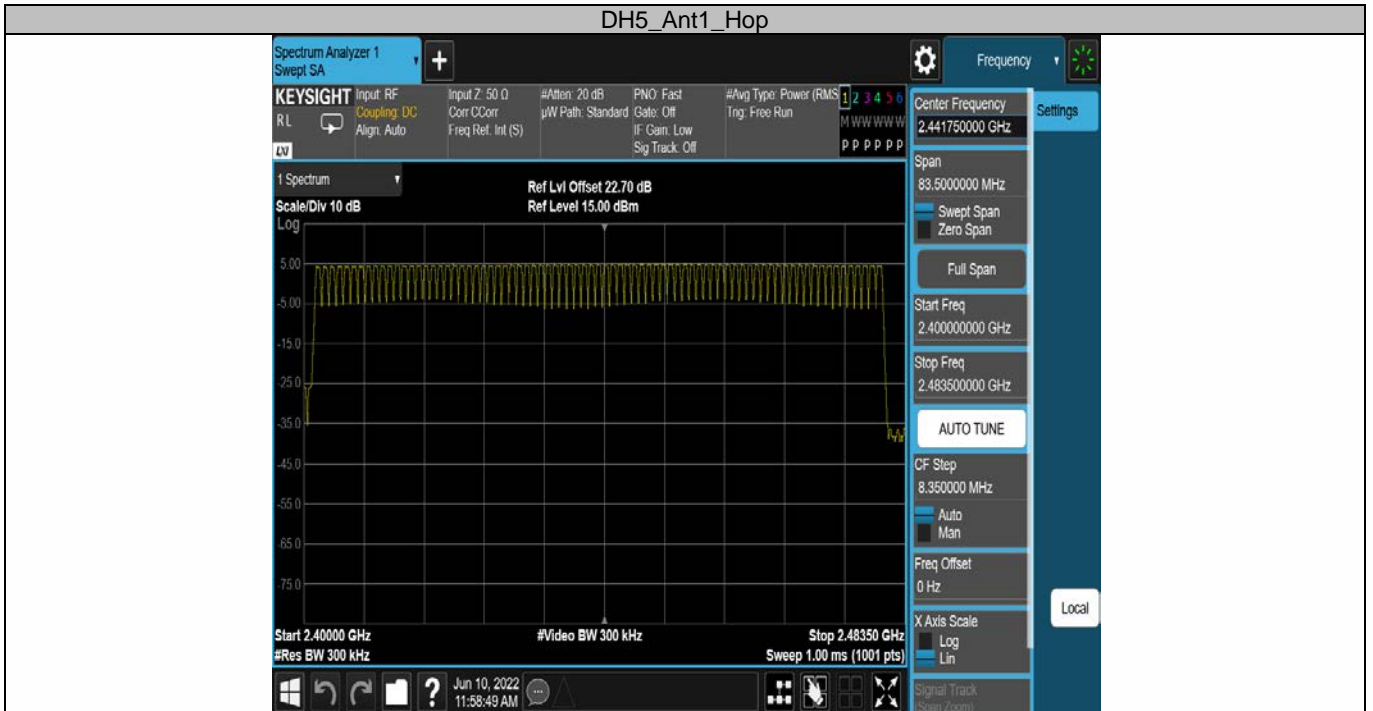 DH5_Ant1_Hop
Spectrum Analyzer 1
Swept SA
+
Frequency
KEYSIGHT
RL
LXI
Input: RF
Coupling: DC
Align: Auto
Input Z: 50 Ω
Corr CCorr
Freq Ref: Int (S)
#Atten: 20 dB
µW Path: Standard
PNO: Fast
Gate: Off
IF Gain: Low
Sig Track: Off
#Avg Type: Power (RMS
Trig: Free Run
1 2 3 4 5 6
M W W W W W
P P P P P P
Center Frequency
2.441750000 GHz
Settings
Span
83.5000000 MHz
Swept Span
Zero Span
Full Span
Start Freq
2.400000000 GHz
Stop Freq
2.483500000 GHz
AUTO TUNE
CF Step
8.350000 MHz
Auto
Man
Freq Offset
0 Hz
X Axis Scale
Log
Lin
Signal Track
(Span Zoom)
Local
1 Spectrum
Scale/Div 10 dB
Ref Lvl Offset 22.70 dB
Ref Level 15.00 dBm
Log
5.00
-5.00
-15.0
-25.0
-35.0
-45.0
-55.0
-65.0
-75.0
Start 2.40000 GHz
#Video BW 300 kHz
Stop 2.48350 GHz
#Res BW 300 kHz
Sweep 1.00 ms (1001 pts)
?
Jun 10, 2022
11:58:49 AM